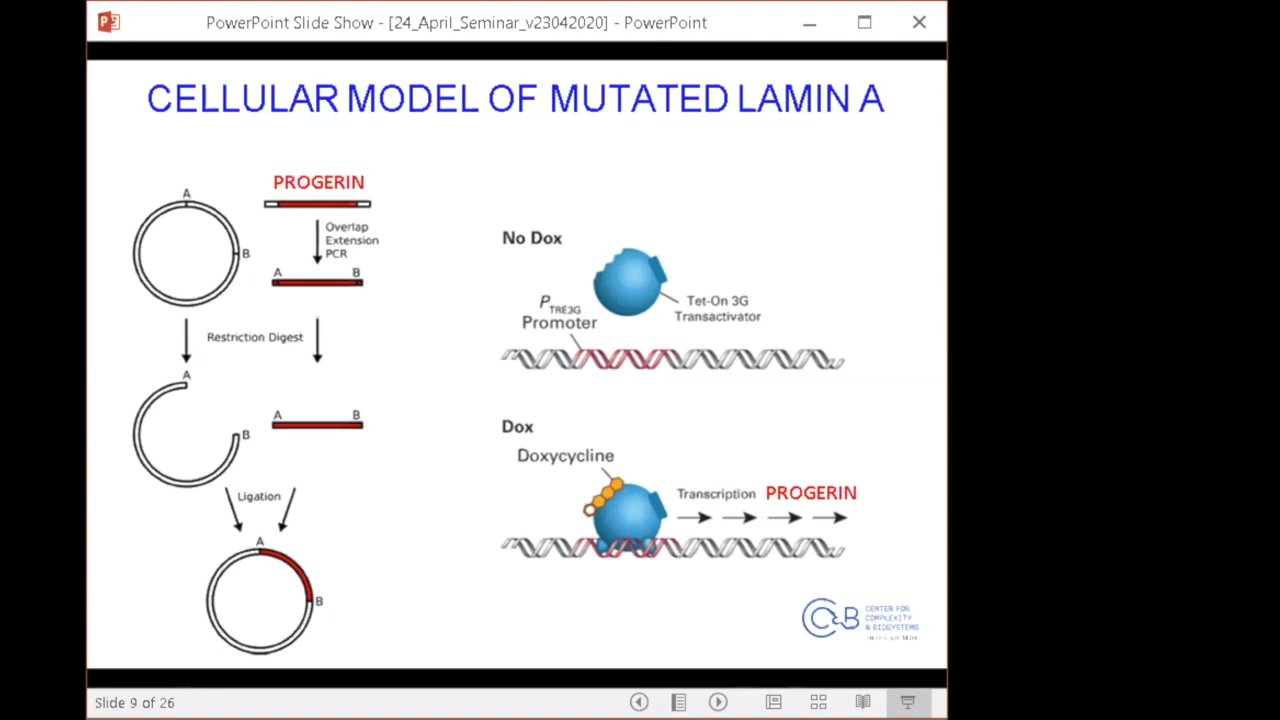 PowerPoint Slide Show - [24_April_Seminar_v23042020] - PowerPoint
CELLULAR MODEL OF MUTATED LAMIN A
A
B
PROGERIN
Overlap
Extension
PCR
A B
Restriction Digest
A
B
A B
Ligation
A
B
No Dox
PTRE3G
Promoter
Tet-On 3G
Transactivator
Dox
Doxycycline
Transcription PROGERIN
CENTER FOR
COMPLEXITY
& BIOSYSTEMS
Slide 9 of 26